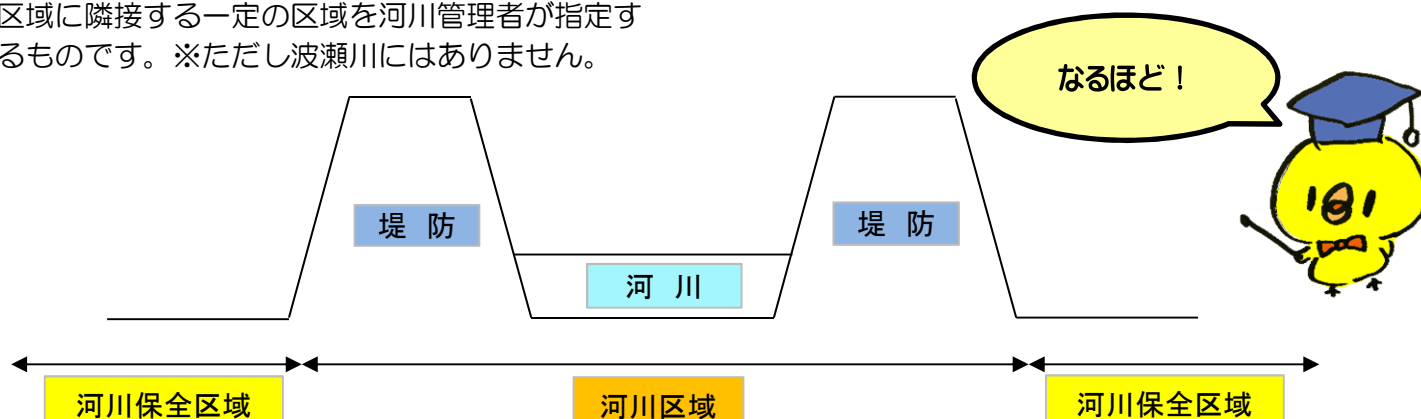 区域に隣接する一定の区域を河川管理者が指定す
るものです。※ただし波瀬川にはありません。
なるほど！
堤 防
堤 防
河 川
河川保全区域
河川区域
河川保全区域